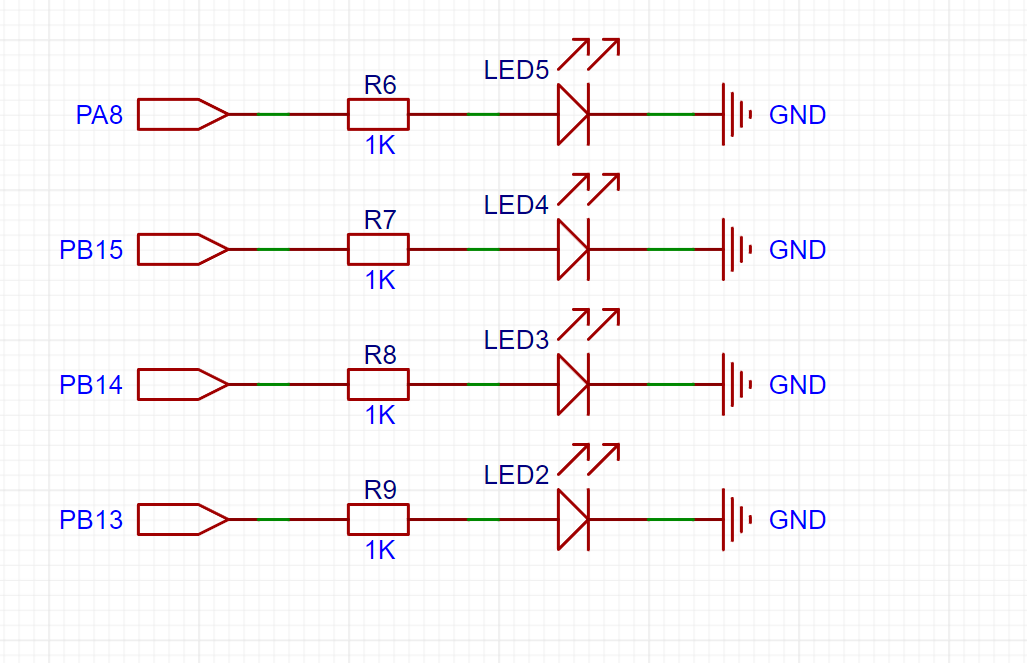 LED5
R6
PA8
GND
1K
LED4
R7
PB15
GND
1K
LED3
R8
PB14
GND
1K
LED2
R9
PB13
GND
1K